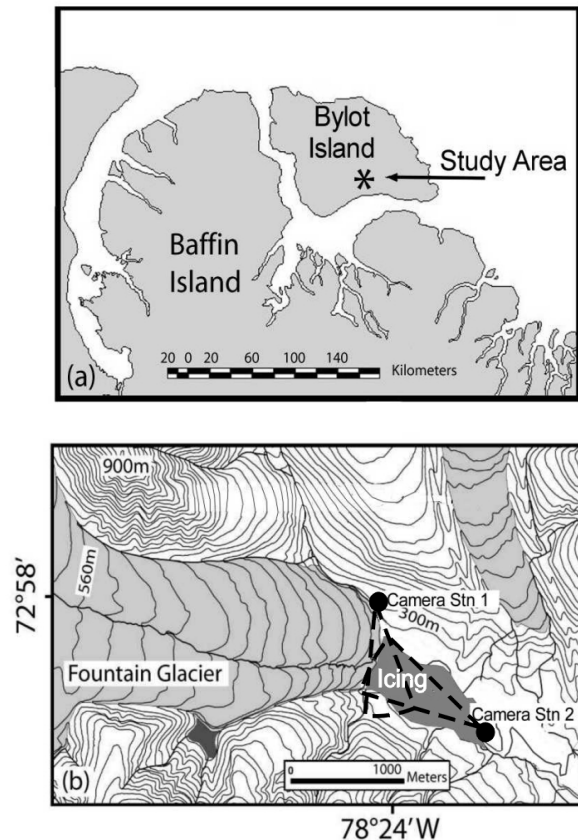 Bylot
Island
Study Area
Baffin
Island
20 0 20 60 100 140
Kilometers
(a)
900m
560m
72°58'
Camera Stn 1
300m
Fountain Glacier
Icing
Camera Stn 2
0 1000
Meters
(b)
78°24'W